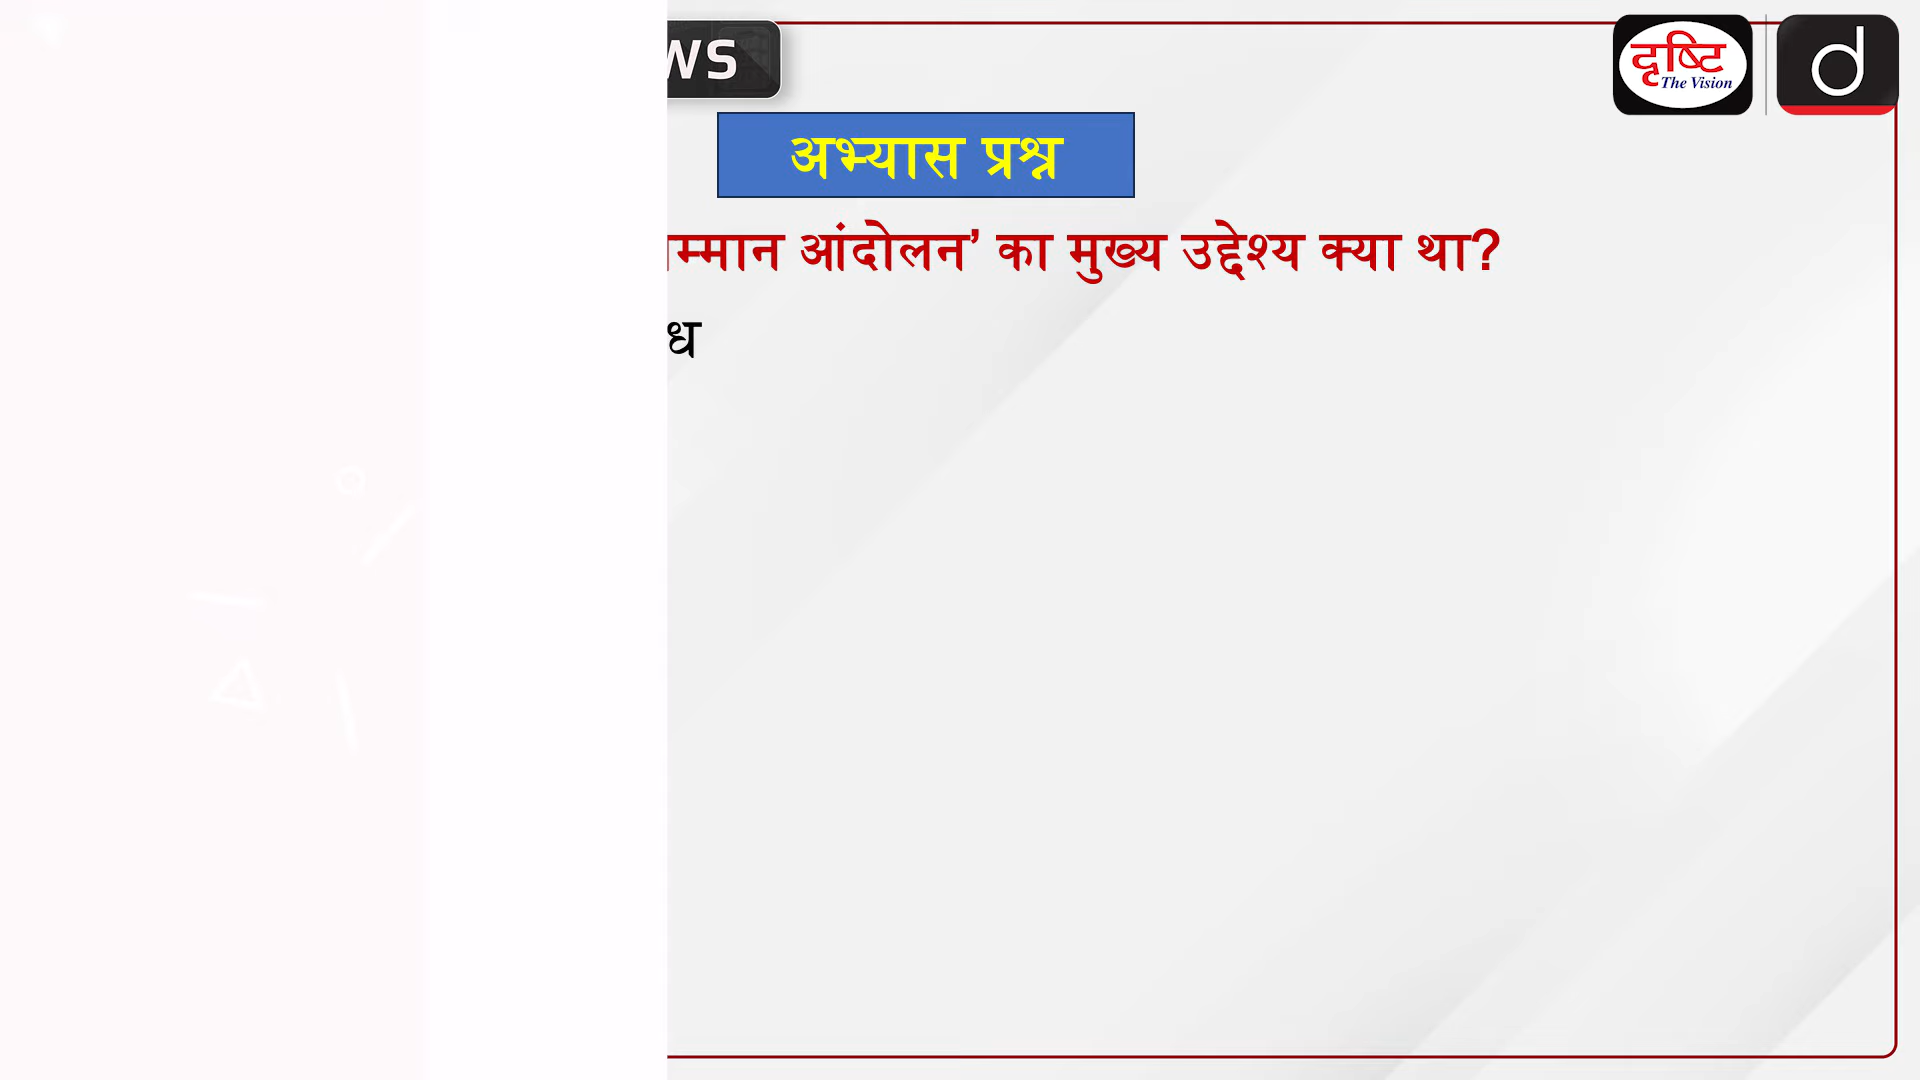 WS
दृष्टि
The Vision
d
अभ्यास प्रश्न
म्मान आंदोलन’ का मुख्य उद्देश्य क्या था?
ध